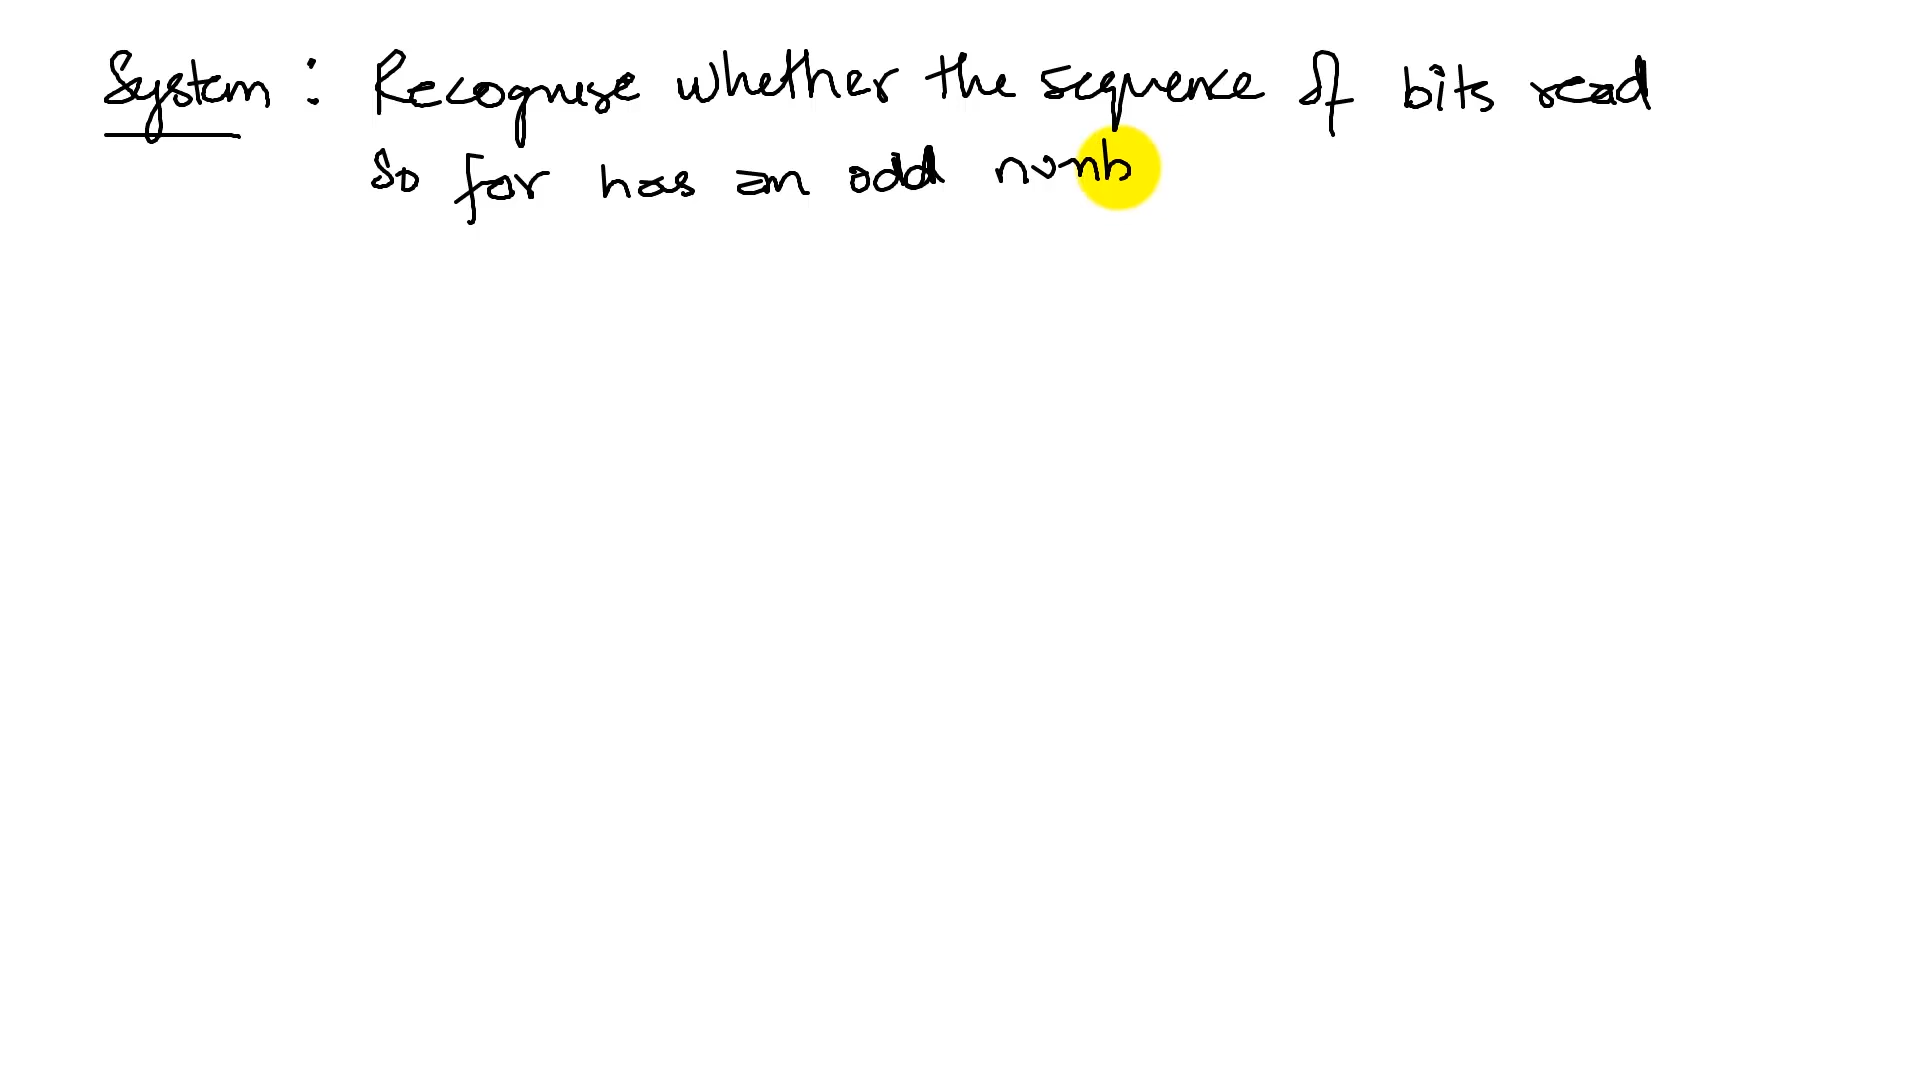 System : Recognise whether the sequence of bits read
so far has an odd numb